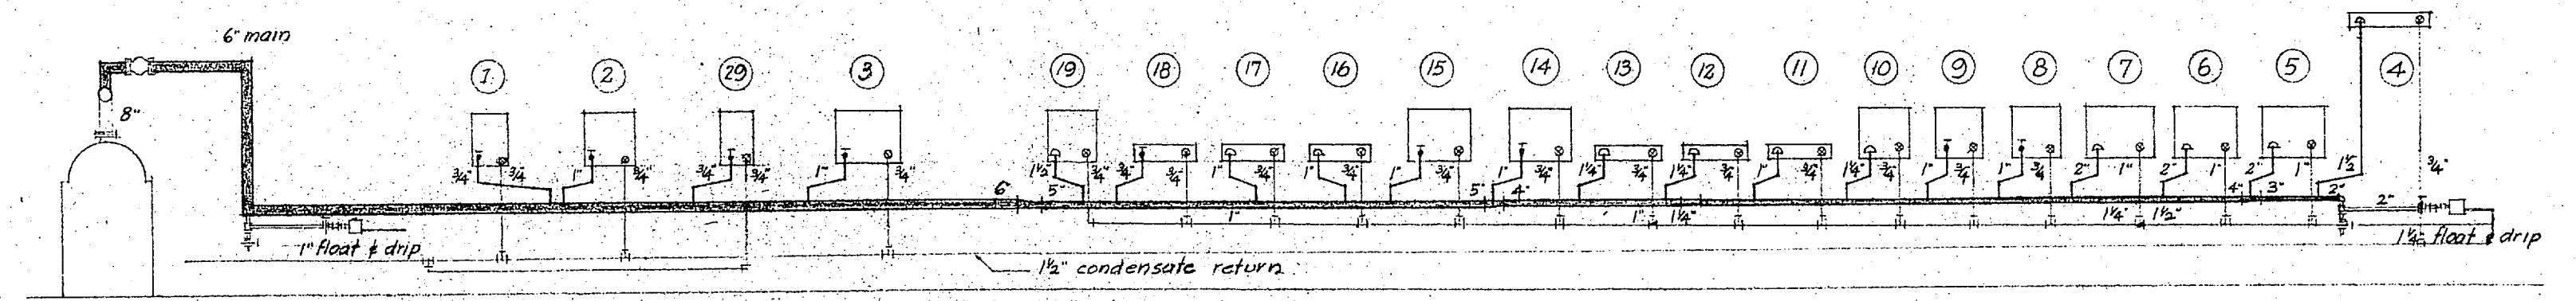 6" main
8"
1 2 29 3 19 18 17 16 15 14 13 12 11 10 9 8 7 6 5 4
3/4" 3/4" 1" 3/4" 3/4" 3/4" 1" 3/4" 1½" 3/4" 3/4" 3/4" 1" 3/4" 1" 3/4" 1" 3/4" 1" 3/4" 1¼" 3/4" 1¼" 3/4" 1" 3/4" 1¼" 3/4" 1" 3/4" 1" 3/4" 2" 1" 2" 1" 2" 1" 1½ 3/4"
6" 5" 5" 4" 4" 3" 2" 2"
1" 1" 1¼" 1¼" 1½"
1" float & drip
1¼" float & drip
1½" condensate return